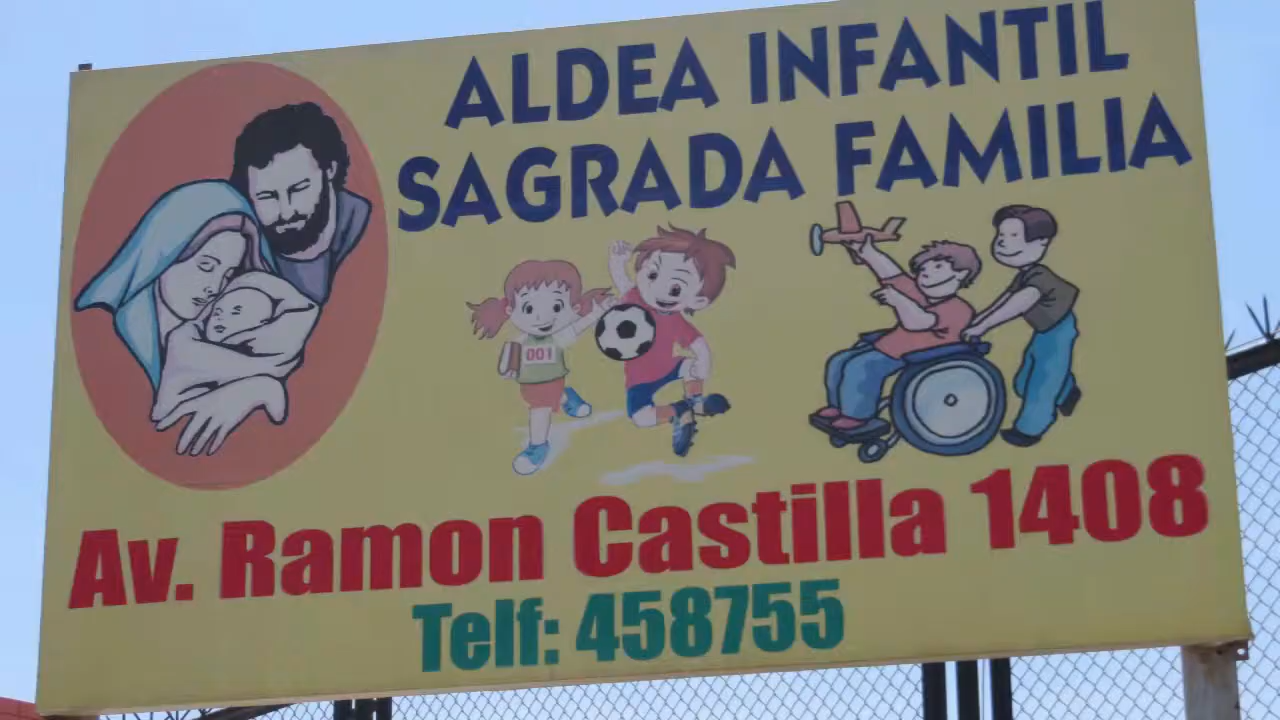 ALDEA INFANTIL
SAGRADA FAMILIA
001
Av. Ramon Castilla 1408
Telf: 458755